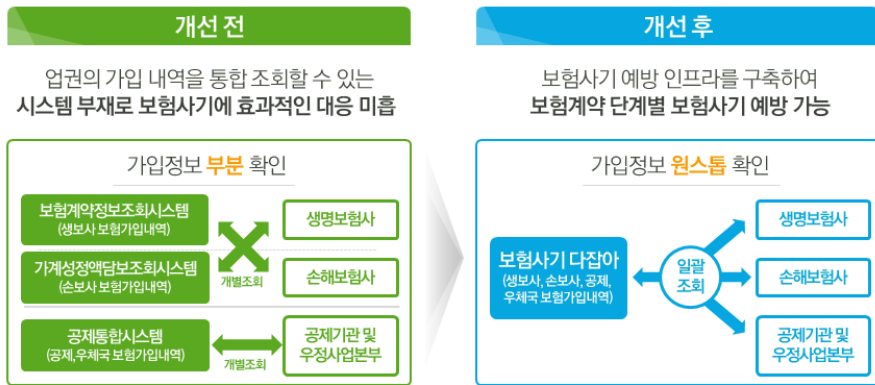 개선 전
업권의 가입 내역을 통합 조회할 수 있는
시스템 부재로 보험사기에 효과적인 대응 미흡
가입정보 부분 확인
보험계약정보조회시스템
(생보사 보험가입내역)
생명보험사
가계성정액담보조회시스템
(손보사 보험가입내역)
개별조회
손해보험사
공제통합시스템
(공제,우체국 보험가입내역)
개별조회
공제기관 및
우정사업본부
개선 후
보험사기 예방 인프라를 구축하여
보험계약 단계별 보험사기 예방 가능
가입정보 원스톱 확인
보험사기 다잡아
(생보사, 손보사, 공제,
우체국 보험가입내역)
일괄
조회
생명보험사
손해보험사
공제기관 및
우정사업본부